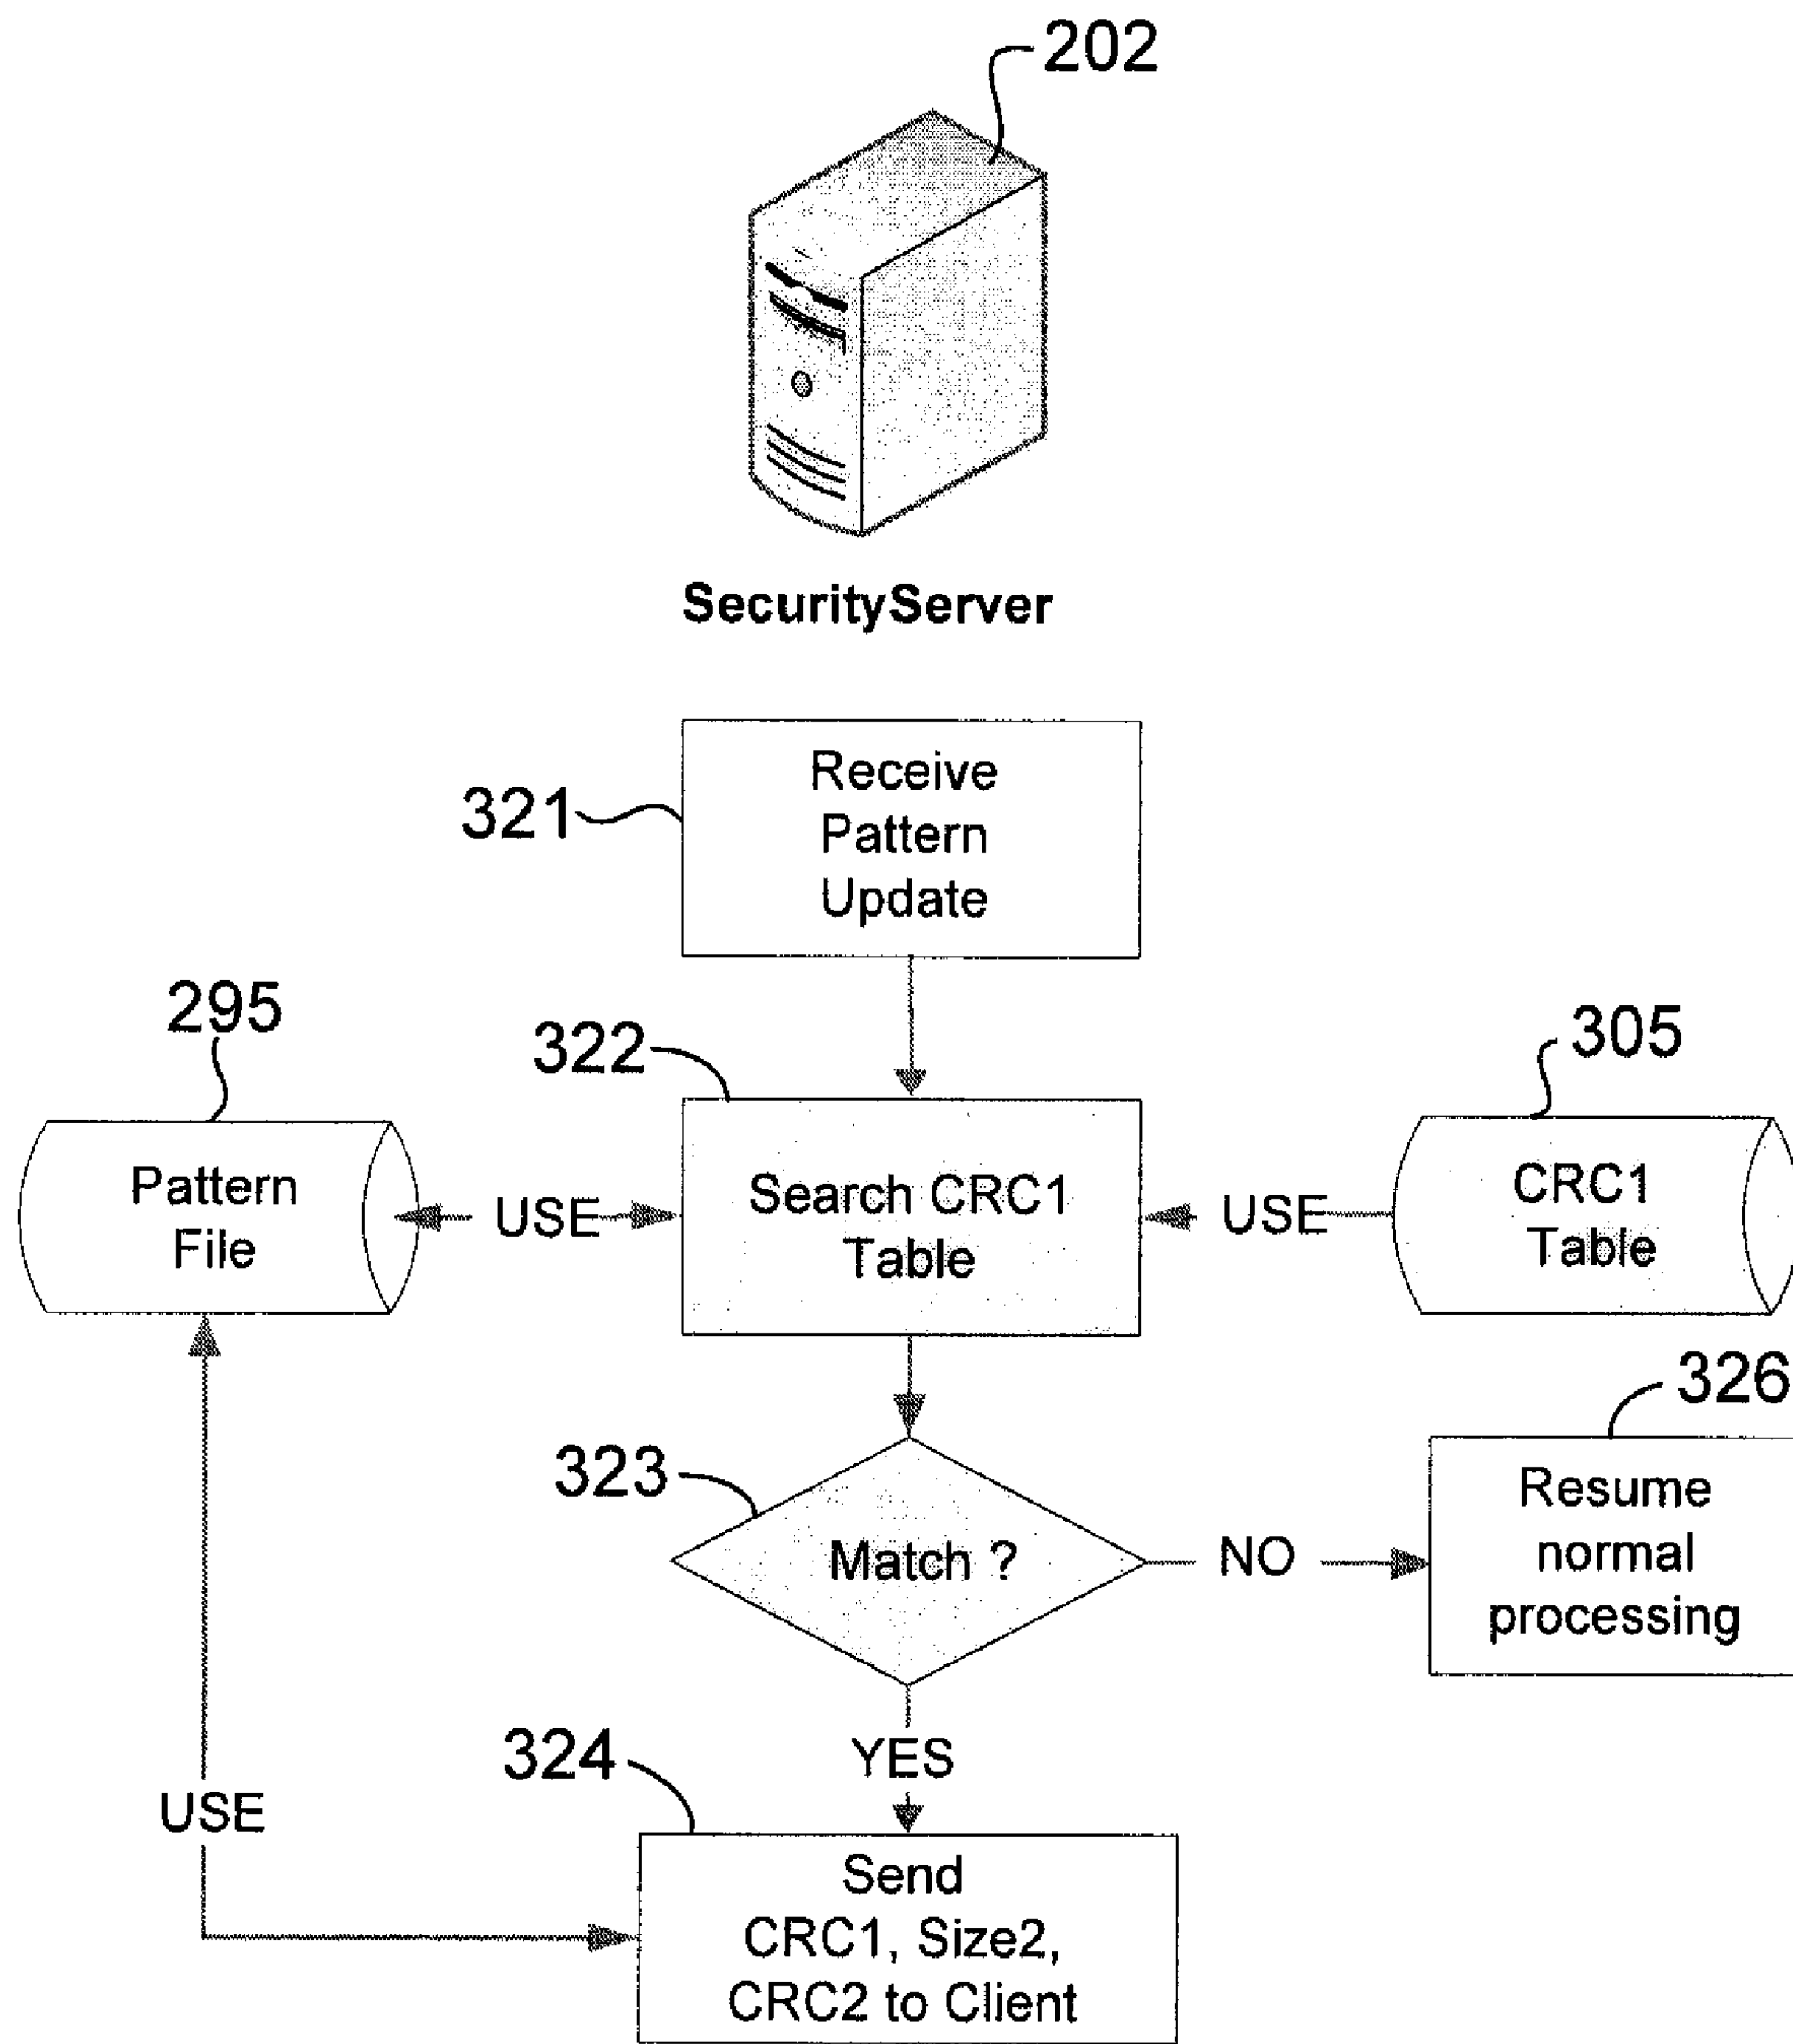 202
SecurityServer
321
Receive
Pattern
Update
295
322
305
Pattern
File
USE
Search CRC1
Table
USE
CRC1
Table
326
323
Match ?
NO
Resume
normal
processing
324
YES
USE
Send
CRC1, Size2,
CRC2 to Client